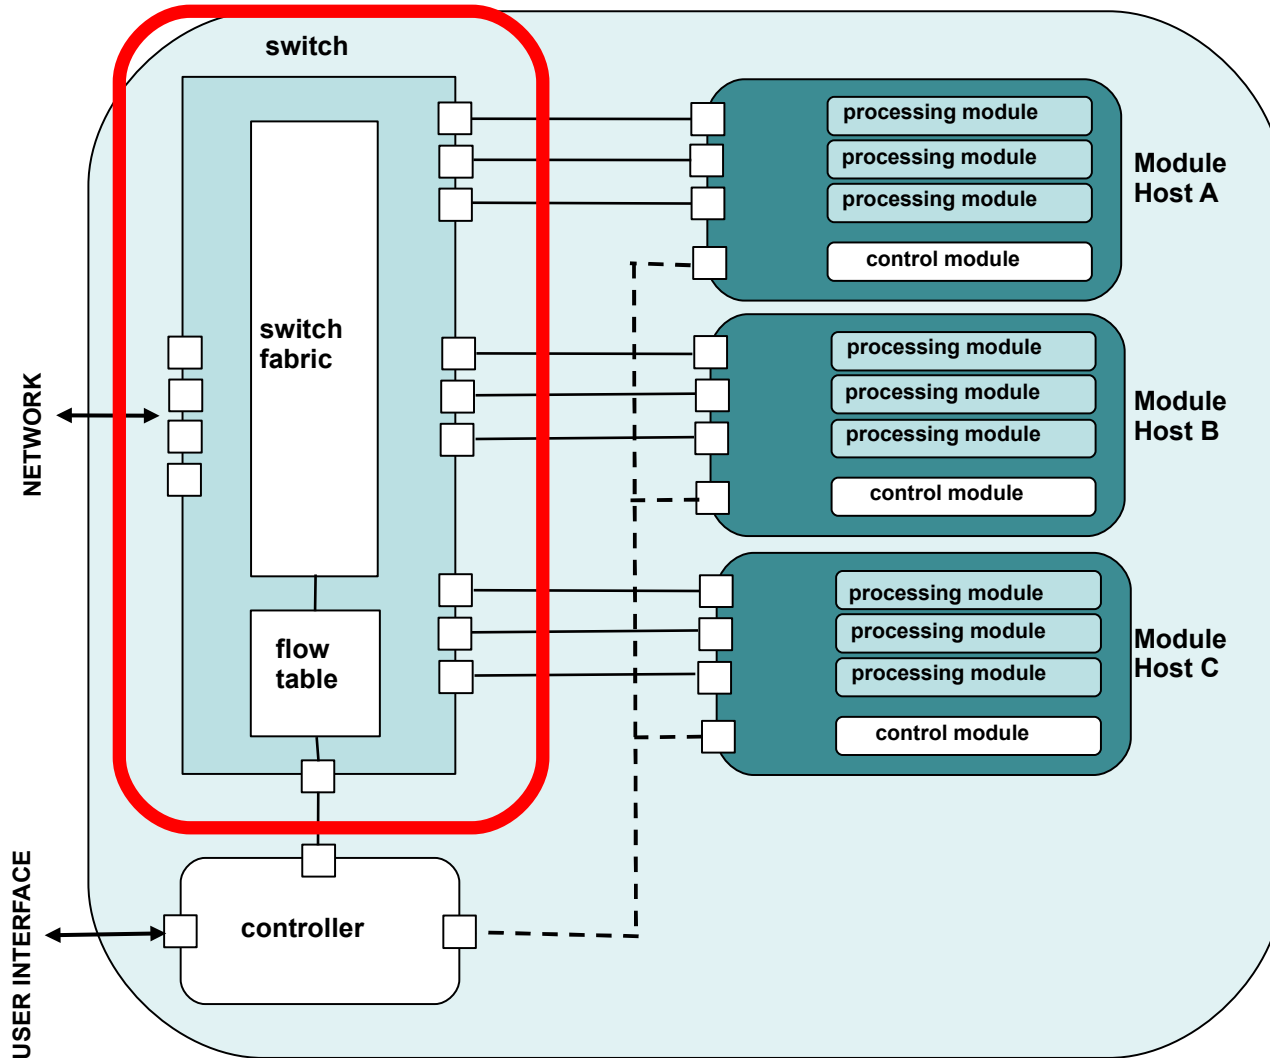 switch
switch
fabric
flow
table
NETWORK
USER INTERFACE
controller
processing module
processing module
processing module
control module
Module
Host A
processing module
processing module
processing module
control module
Module
Host B
processing module
processing module
processing module
control module
Module
Host C